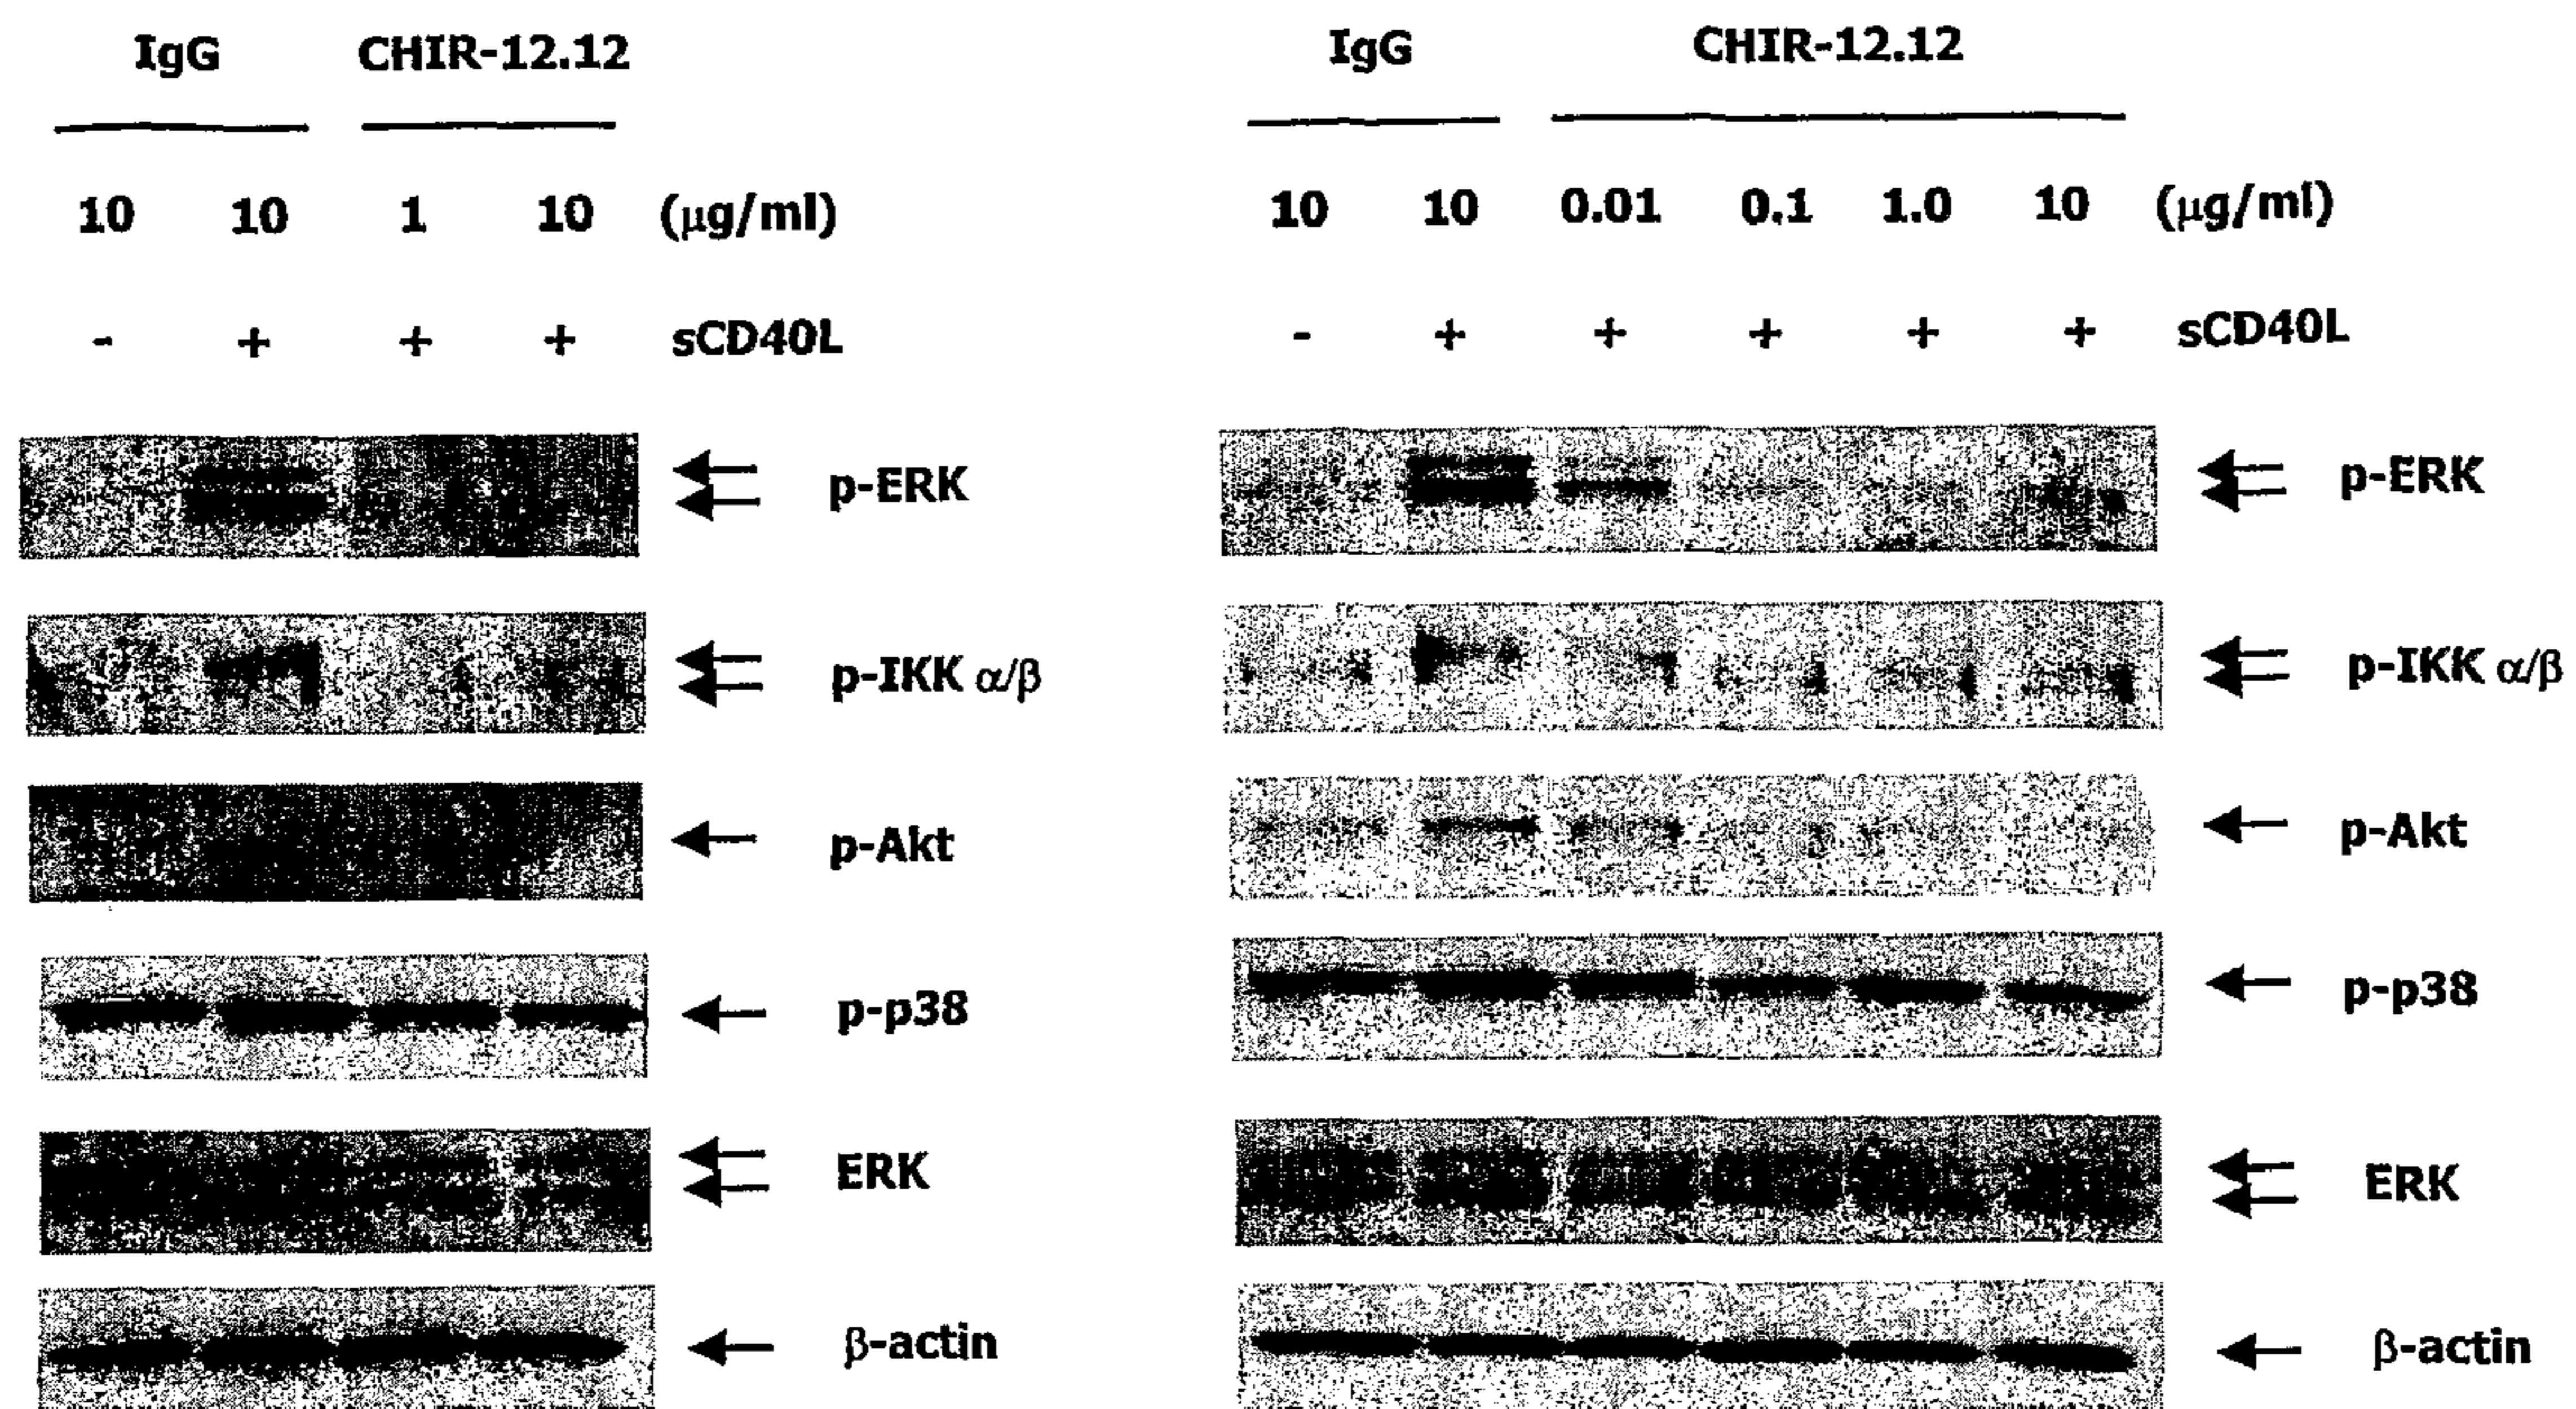 IgG CHIR-12.12
10 10 1 10 (μg/ml)
- + + + sCD40L
p-ERK
p-IKK α/β
p-Akt
p-p38
ERK
β-actin
IgG CHIR-12.12
10 10 0.01 0.1 1.0 10 (μg/ml)
- + + + + + sCD40L
p-ERK
p-IKK α/β
p-Akt
p-p38
ERK
β-actin